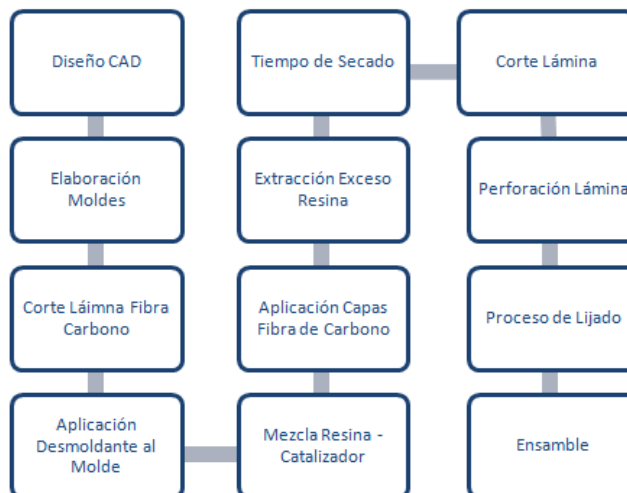 Diseño CAD
Elaboración
Moldes
Corte Láimna Fibra
Carbono
Aplicación
Desmoldante al
Molde
Mezcla Resina -
Catalizador
Aplicación Capas
Fibra de Carbono
Extracción Exceso
Resina
Tiempo de Secado
Corte Lámina
Perforación Lámina
Proceso de Lijado
Ensamble